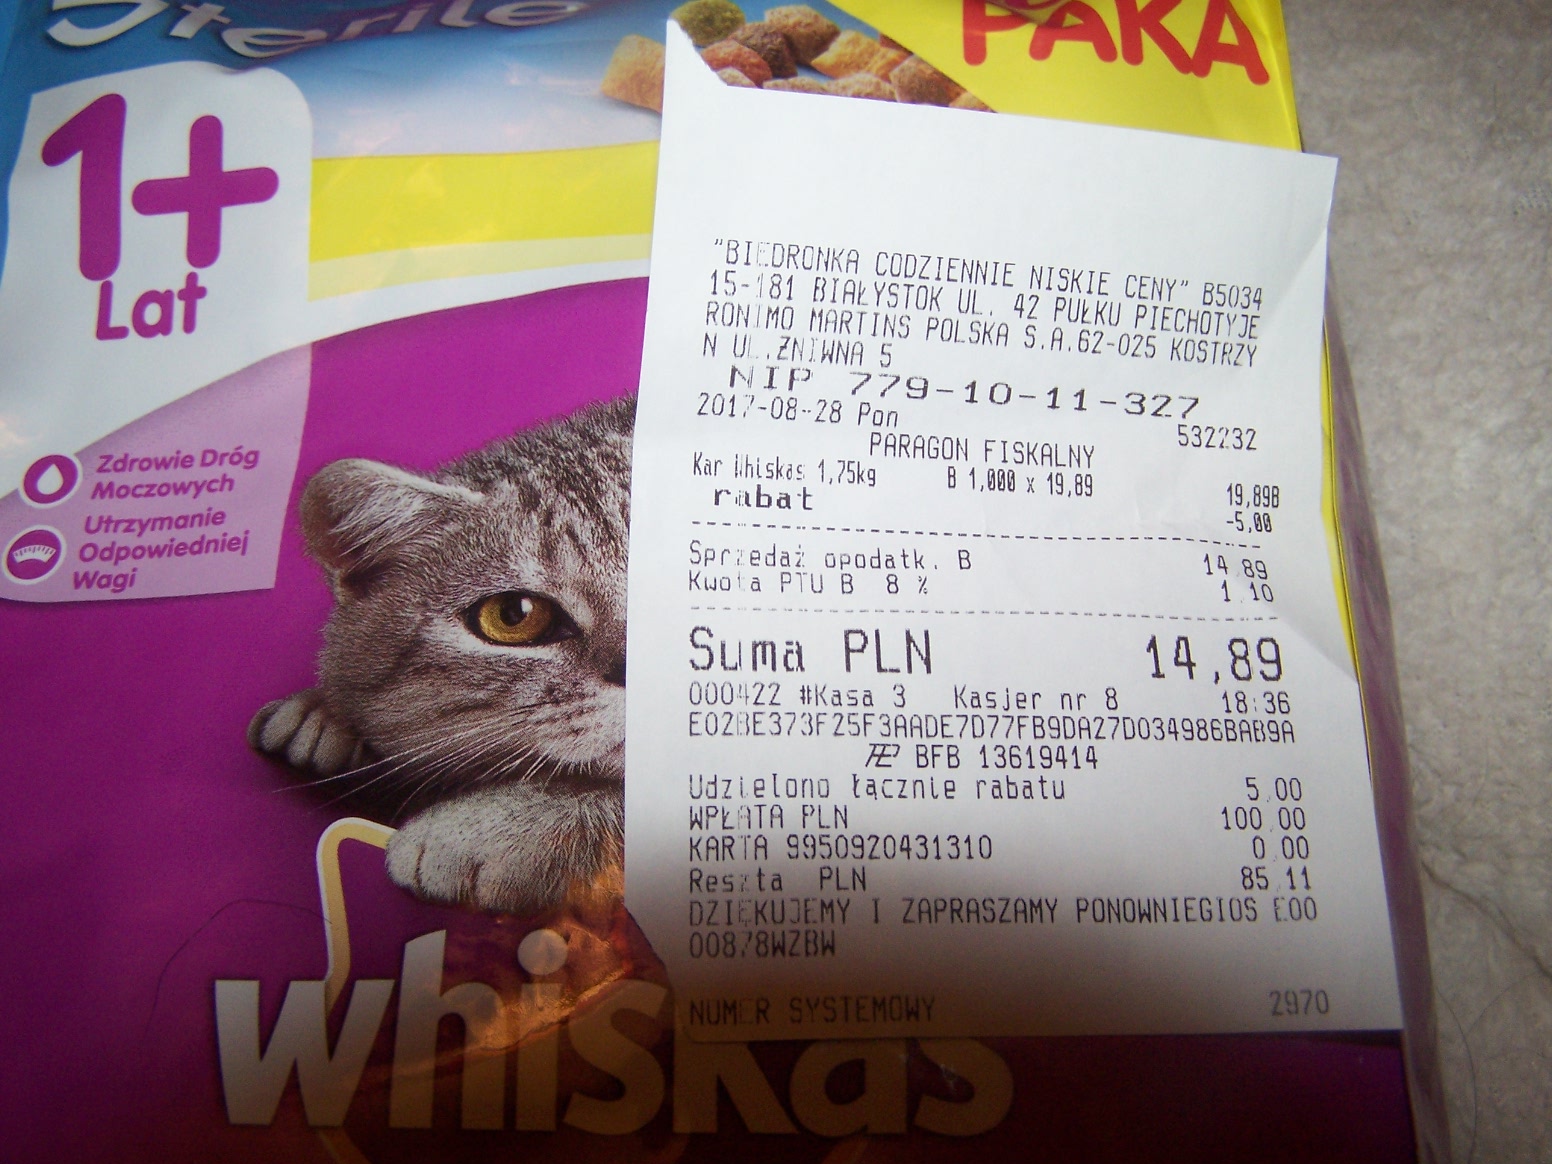 Sterile
PAKA
1+
Lat
Zdrowie Dróg
Moczowych
Utrzymanie
Odpowiedniej
Wagi
whiskas
"BIEDRONKA CODZIENNIE NISKIE CENY" B5034
15-181 BIAŁYSTOK UL. 42 PUŁKU PIECHOTYJE
RONIMO MARTINS POLSKA S.A.62-025 KOSTRZY
N UL.ŻNIWNA 5
NIP 779-10-11-327
2017-08-28 Pon 532232
PARAGON FISKALNY
Kar Whiskas 1,75kg B 1,000 x 19,89 19,89B
rabat -5,00
Sprzedaż opodatk. B 14,89
Kwota PTU B 8 % 1,10
Suma PLN 14,89
000422 #Kasa 3 Kasjer nr 8 18:36
E02BE373F25F3AADE7D77FB9DA27D034986BAB9A
BFB 13619414
Udzielono łącznie rabatu 5,00
WPŁATA PLN 100,00
KARTA 9950920431310 0,00
Reszta PLN 85,11
DZIĘKUJEMY I ZAPRASZAMY PONOWNIEGIOŚ E00
00878WZBW
NUMER SYSTEMOWY 2970